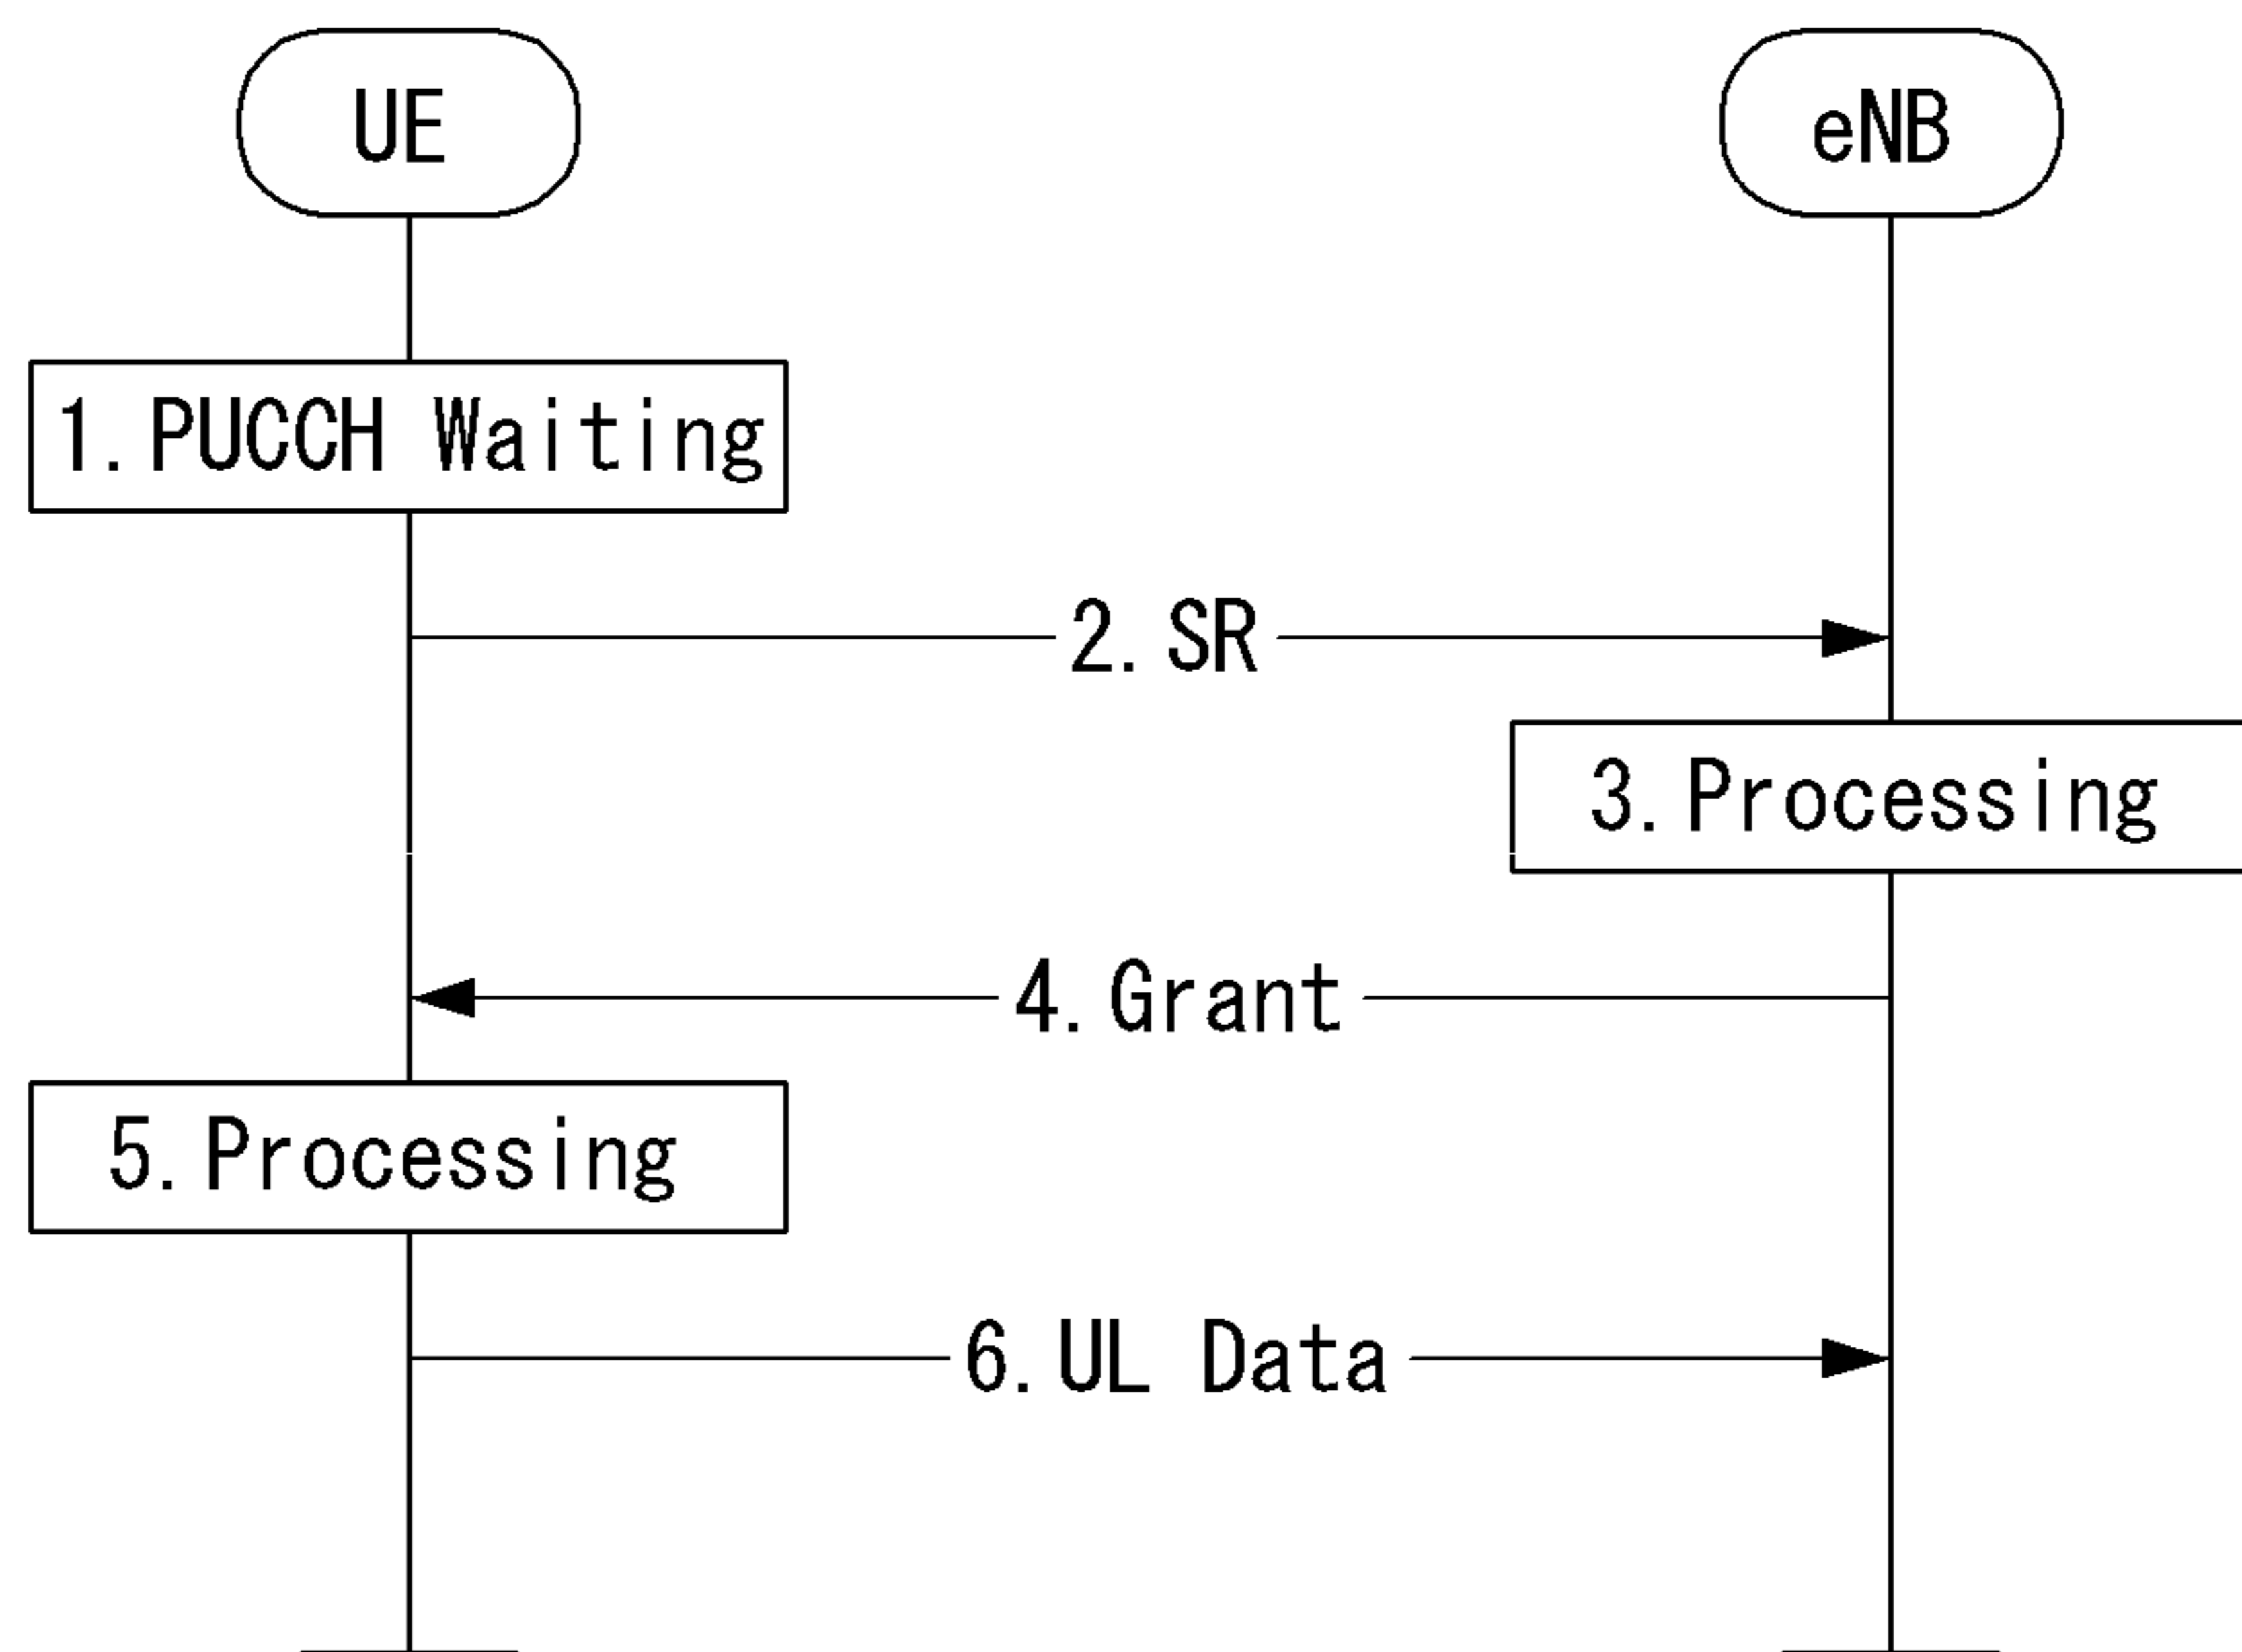 UE
eNB
1.PUCCH Waiting
2.SR
3.Processing
4.Grant
5.Processing
6.UL Data